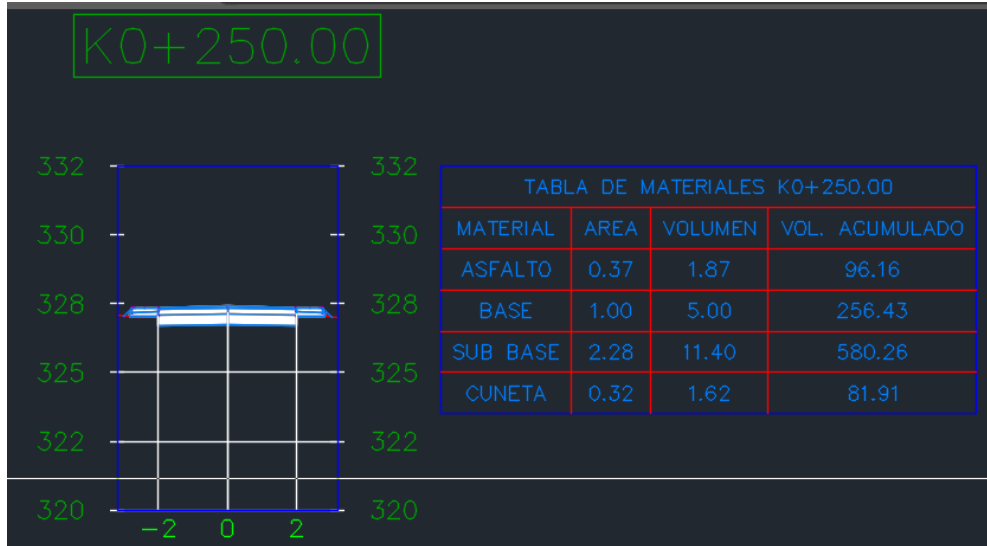 K0+250.00
332 332
330 330
328 328
325 325
322 322
320 320
-2 0 2
TABLA DE MATERIALES K0+250.00
MATERIAL AREA VOLUMEN VOL. ACUMULADO
ASFALTO 0.37 1.87 96.16
BASE 1.00 5.00 256.43
SUB BASE 2.28 11.40 580.26
CUNETA 0.32 1.62 81.91